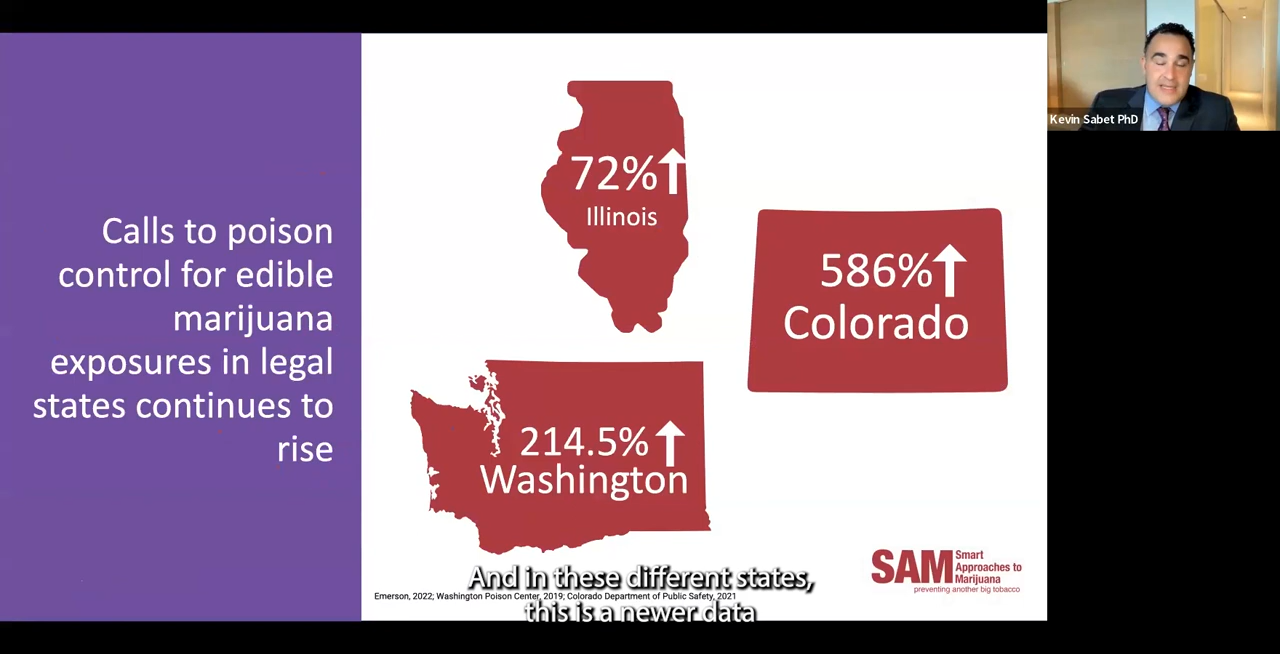 Calls to poison
control for edible
marijuana
exposures in legal
states continues to
rise
72%
Illinois
586%
Colorado
214.5%
Washington
SAM
Smart
Approaches to
Marijuana
preventing another big tobacco
Emerson, 2022; Washington Poison Center, 2019; Colorado Department of Public Safety, 2021
And in these different states,
this is a newer data
Kevin Sabet PhD